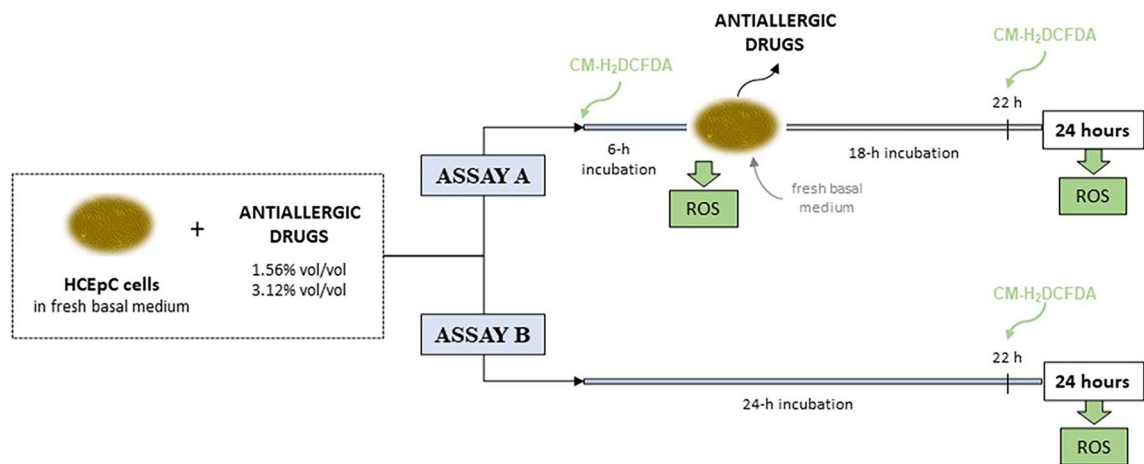 ANTIALLERGIC
DRUGS
CM-H₂DCFDA
CM-H₂DCFDA
22 h
24 hours
6-h
incubation
18-h incubation
ROS
fresh basal
medium
ROS
ASSAY A
+
ANTIALLERGIC
DRUGS
1.56% vol/vol
3.12% vol/vol
HCEpC cells
in fresh basal medium
ASSAY B
CM-H₂DCFDA
22 h
24 hours
24-h incubation
ROS